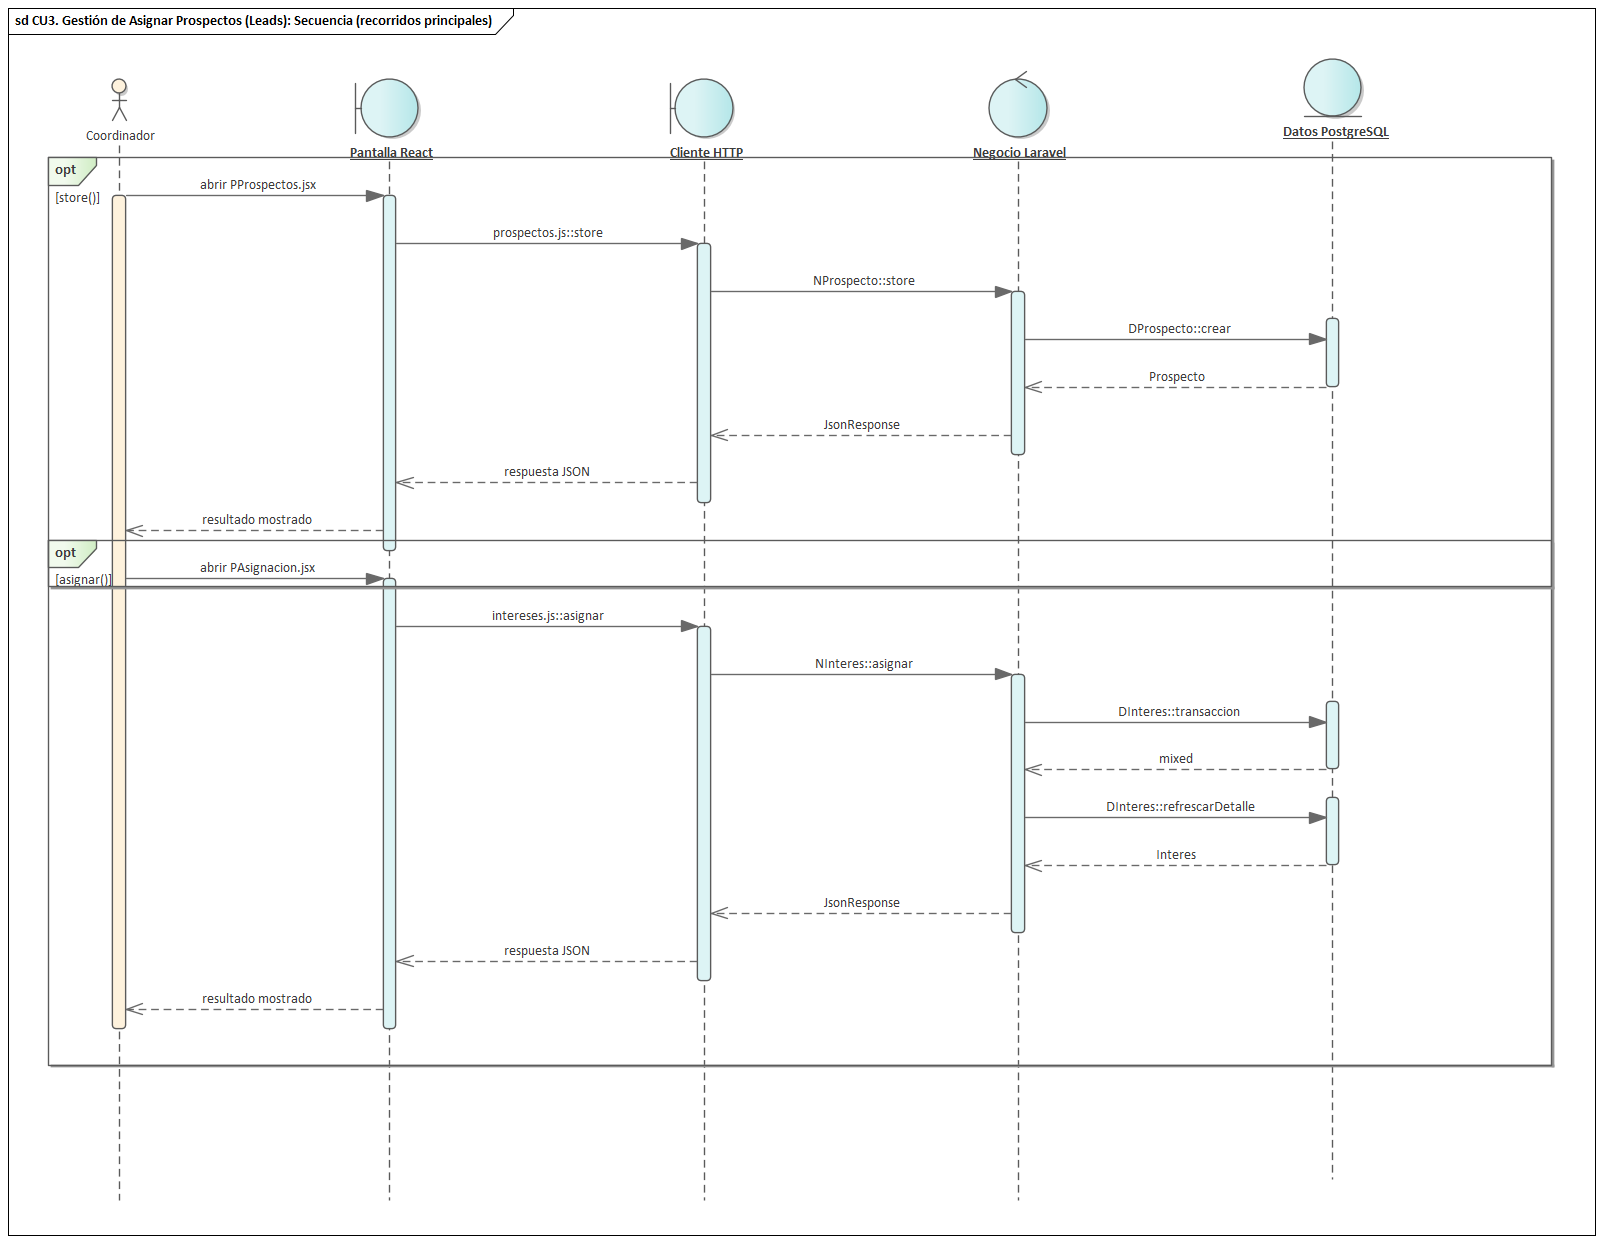 sd CU3. Gestión de Asignar Prospectos (Leads): Secuencia (recorridos principales)
Coordinador
Pantalla React
Cliente HTTP
Negocio Laravel
Datos PostgreSQL
opt
[store()]
abrir PProspectos.jsx
prospectos.js::store
NProspecto::store
DProspecto::crear
Prospecto
JsonResponse
respuesta JSON
resultado mostrado
opt
[asignar()]
abrir PAsignacion.jsx
intereses.js::asignar
NInteres::asignar
DInteres::transaccion
mixed
DInteres::refrescarDetalle
Interes
JsonResponse
respuesta JSON
resultado mostrado